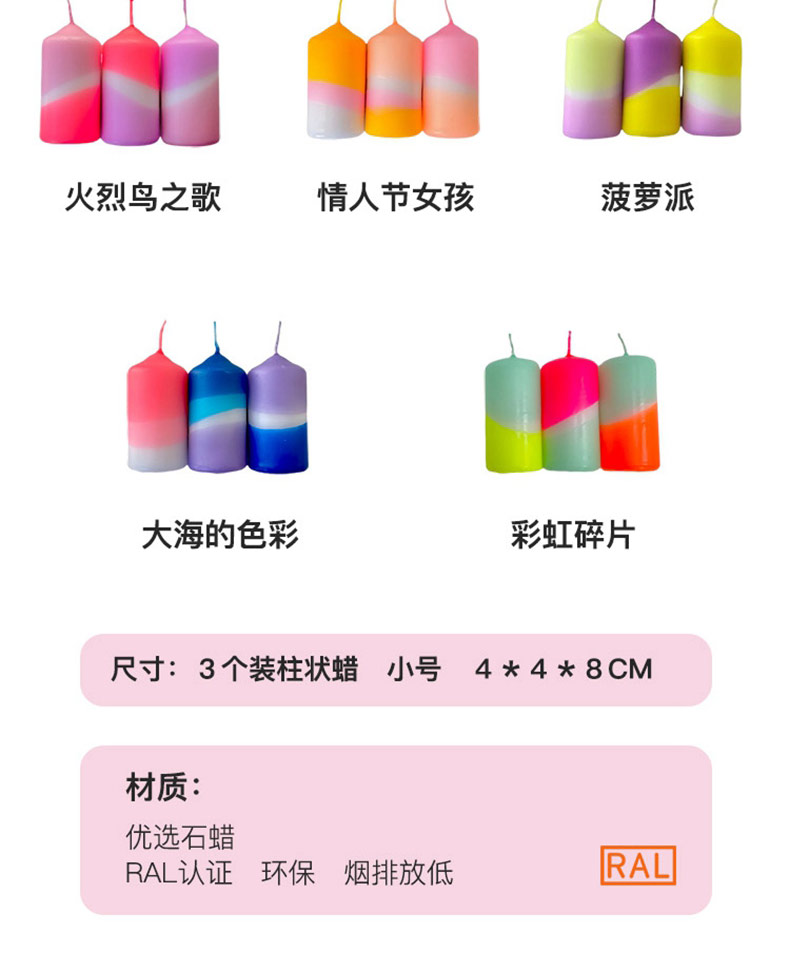 火烈鸟之歌 情人节女孩 菠萝派
大海的色彩 彩虹碎片
尺寸: 3个装柱状蜡 小号 4*4*8CM
材质:
优选石蜡
RAL认证 环保 烟排放低
RAL